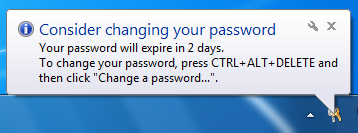 Consider changing your password
Your password will expire in 2 days.
To change your password, press CTRL+ALT+DELETE and
then click "Change a password...".